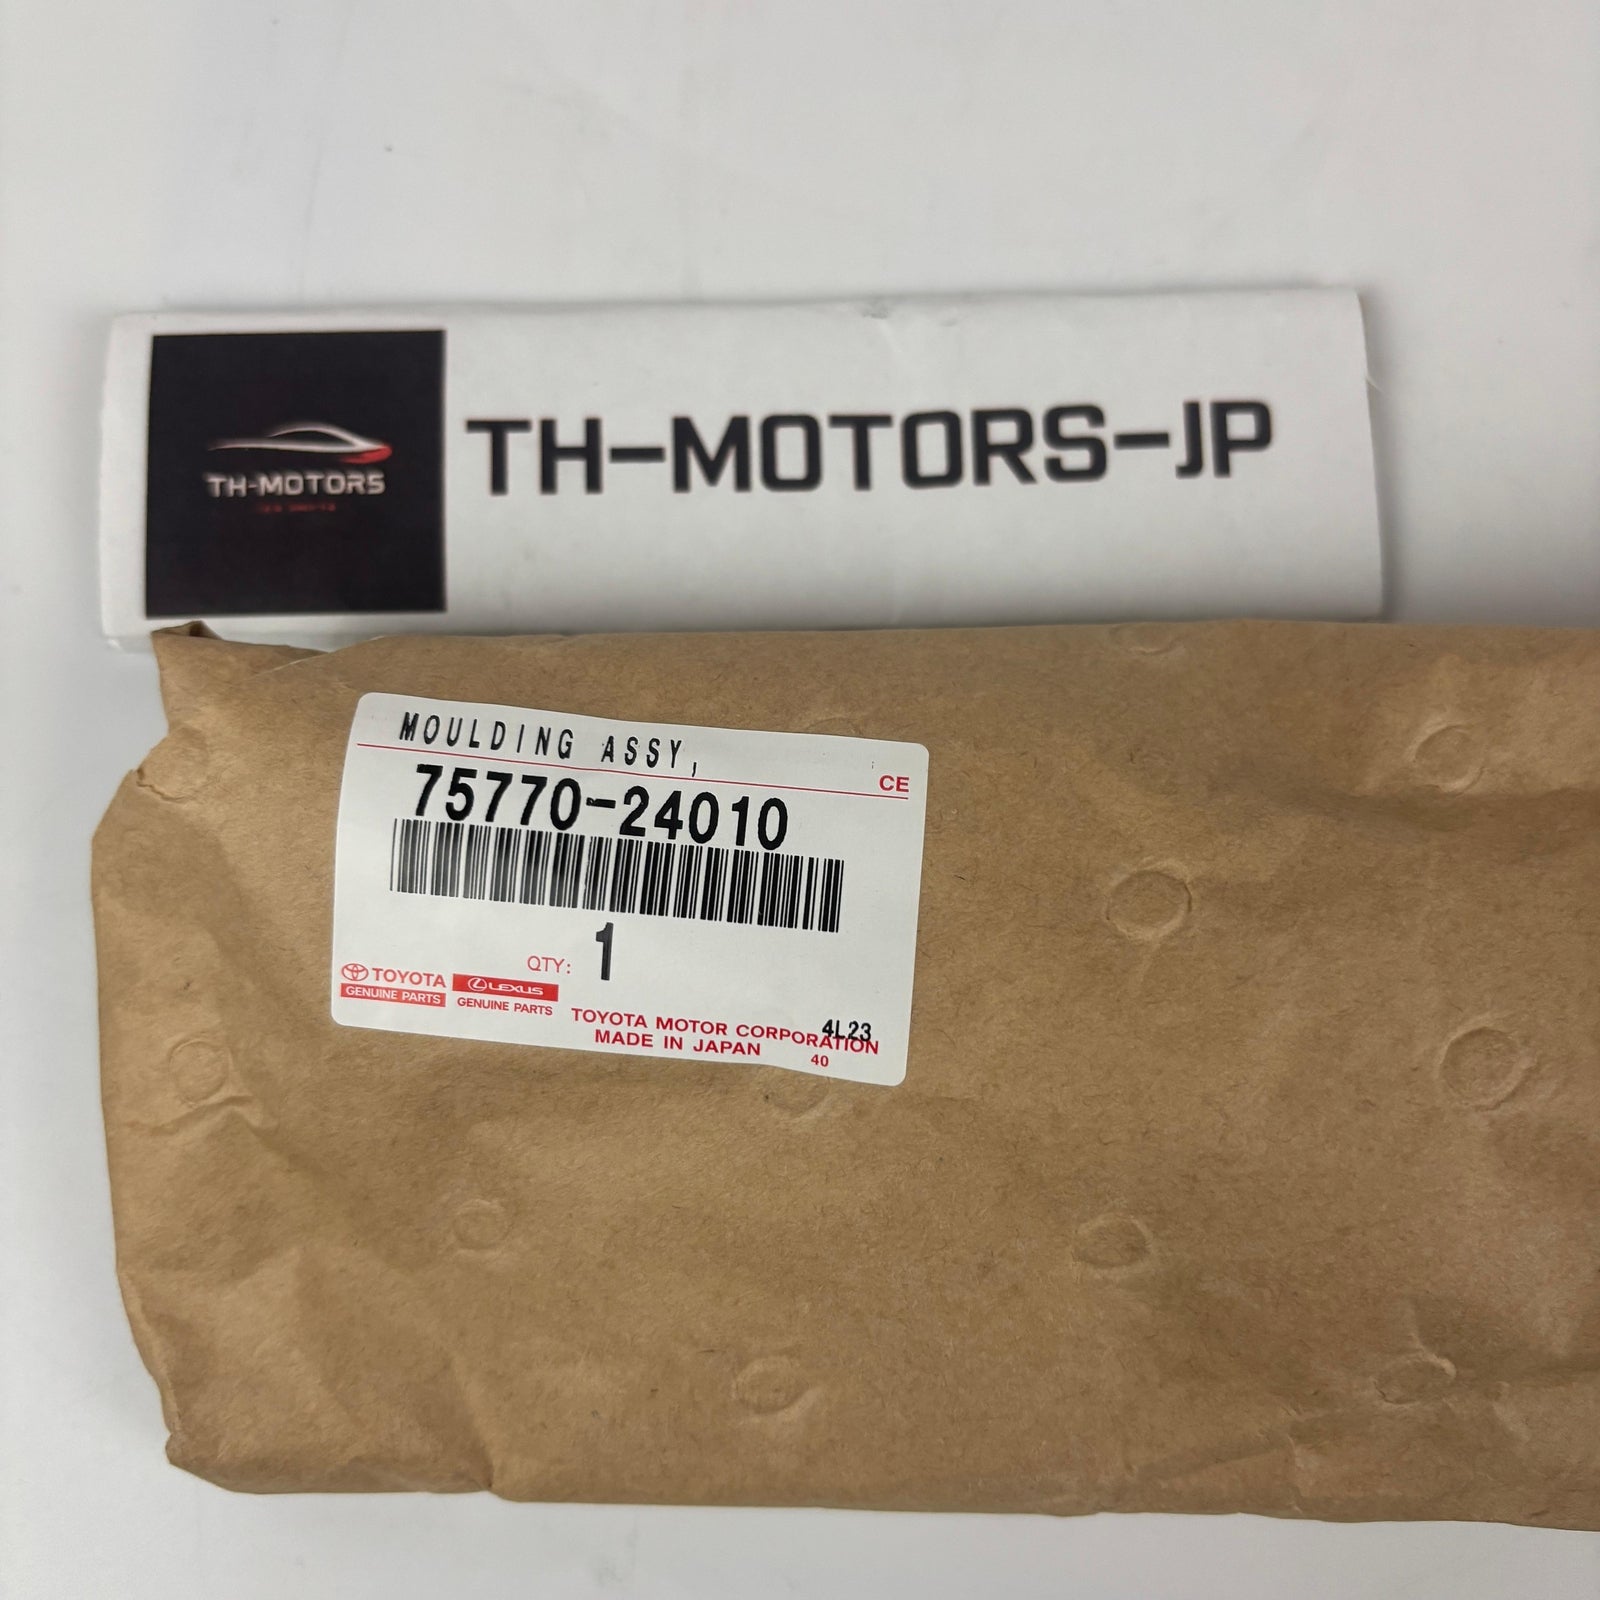 TH-MOTORS-JP
TH-MOTORS
MOULDING ASSY,
CE
75770-24010
QTY: 1
TOYOTA
GENUINE PARTS
LEXUS
GENUINE PARTS
TOYOTA MOTOR CORPORATION
4L23
MADE IN JAPAN
40